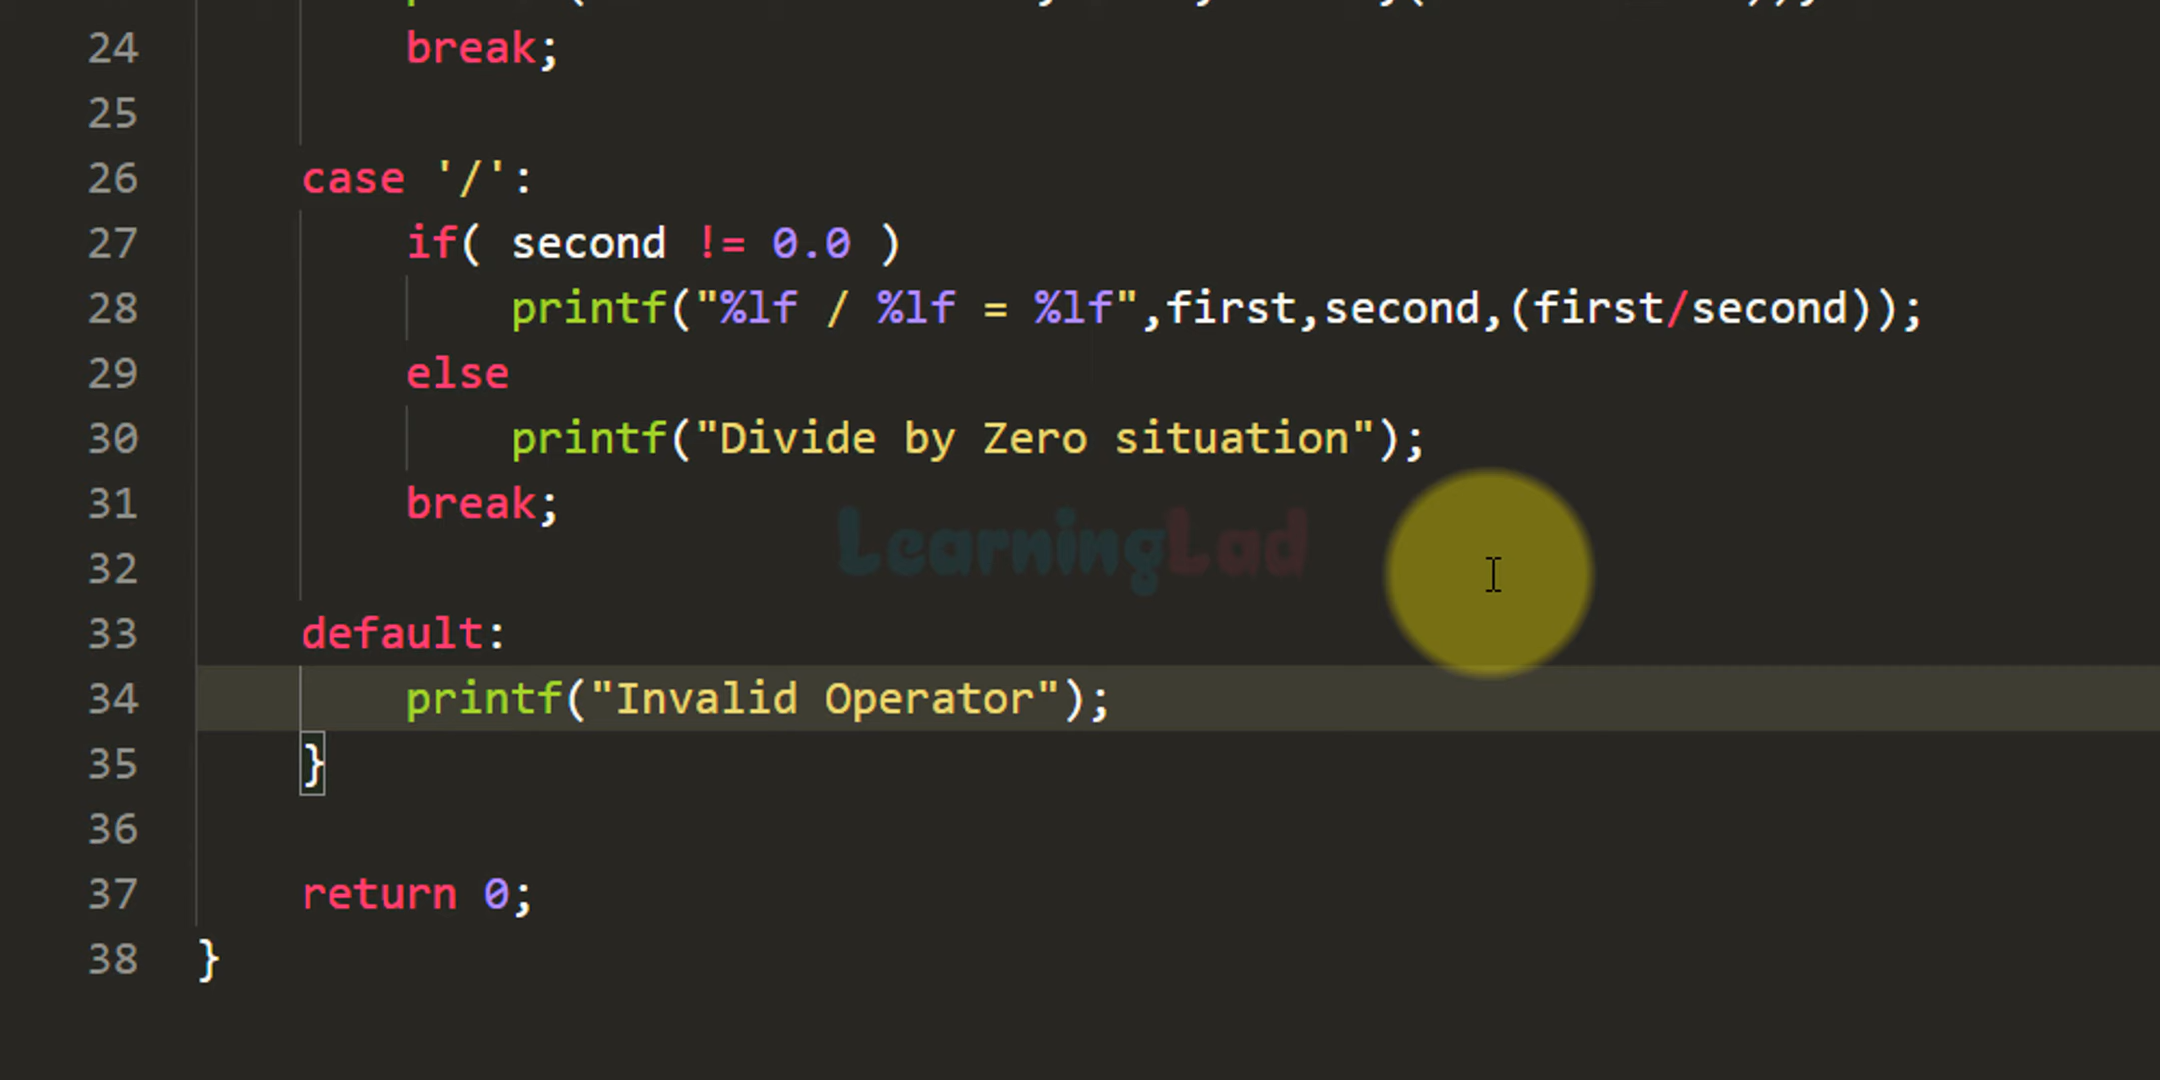 24 break;
25
26 case '/':
27 if( second != 0.0 )
28 printf("%lf / %lf = %lf",first,second,(first/second));
29 else
30 printf("Divide by Zero situation");
31 break;
LearningLad
32
33 default:
34 printf("Invalid Operator");
35 }
36
37 return 0;
38 }